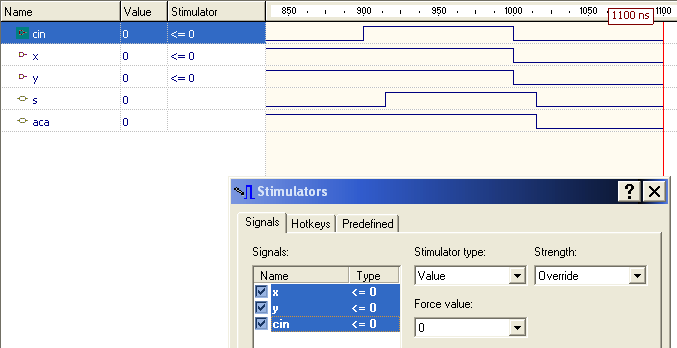 Name Value Stimulator 850 900 950 1000 1050 1100
1100 ns
cin 0 <= 0
x 0 <= 0
y 0 <= 0
s 0
aca 0
Stimulators
Signals Hotkeys Predefined
Signals: Stimulator type: Strength:
Name Type Value Override
x <= 0
y <= 0 Force value:
cin <= 0 0